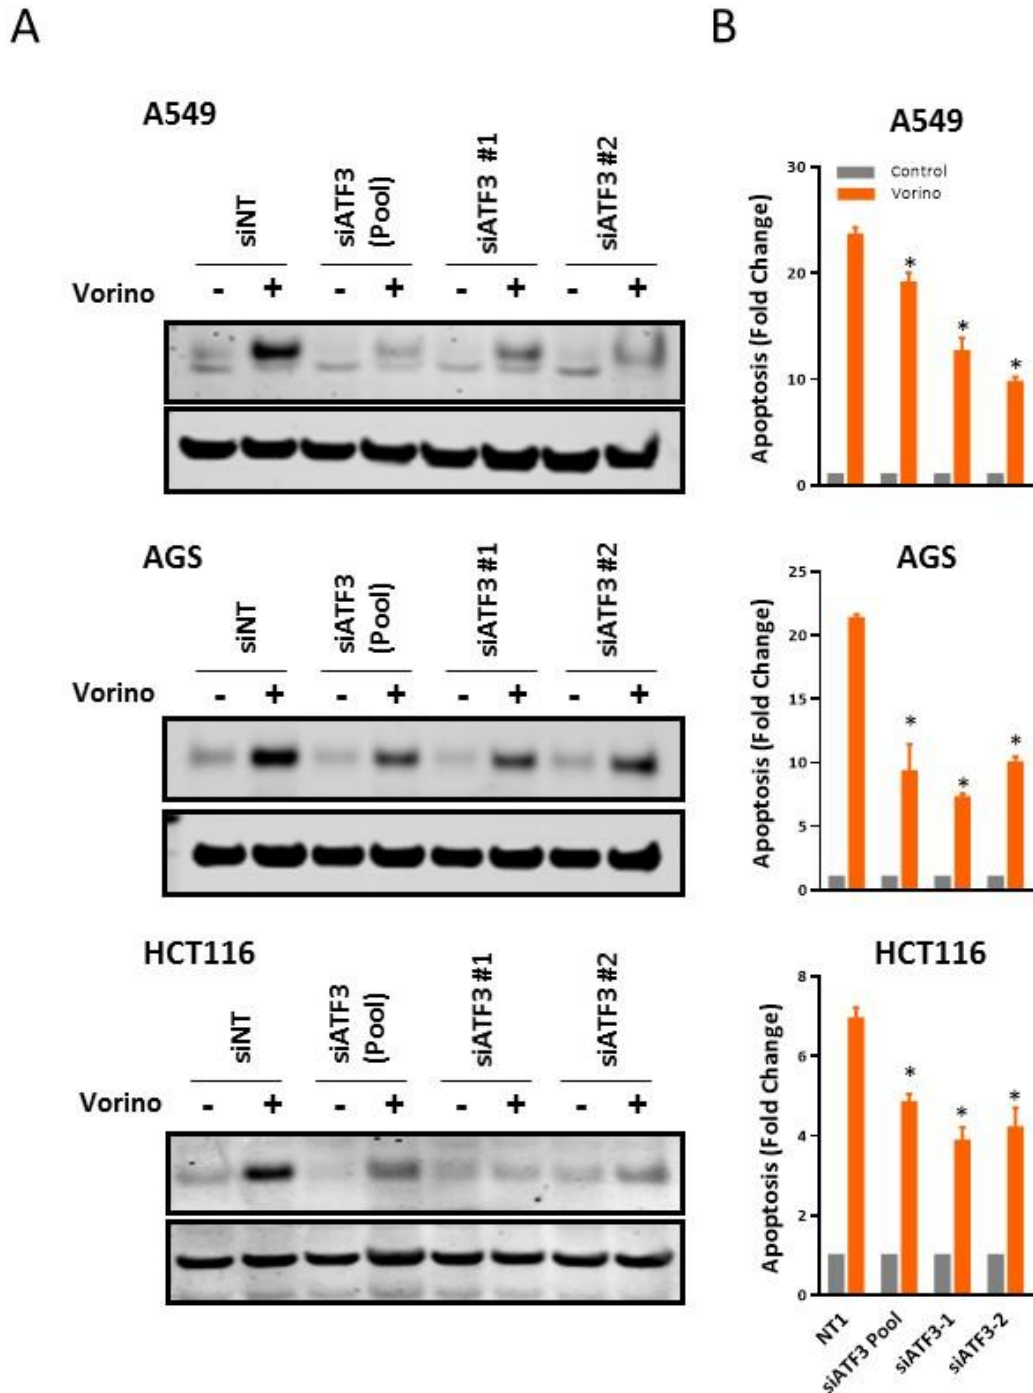 A
A549
siNT
siATF3
(Pool)
siATF3 #1
siATF3 #2
Vorino - + - + - + - +
AGS
siNT
siATF3
(Pool)
siATF3 #1
siATF3 #2
Vorino - + - + - + - +
HCT116
siNT
siATF3
(Pool)
siATF3 #1
siATF3 #2
Vorino - + - + - + - +
B
A549
Apoptosis (Fold Change)
30
20
10
0
Control
Vorino
* * *
AGS
Apoptosis (Fold Change)
25
20
15
10
5
0
* * *
HCT116
Apoptosis (Fold Change)
8
6
4
2
0
* * *
NT1
siATF3 Pool
siATF3-1
siATF3-2